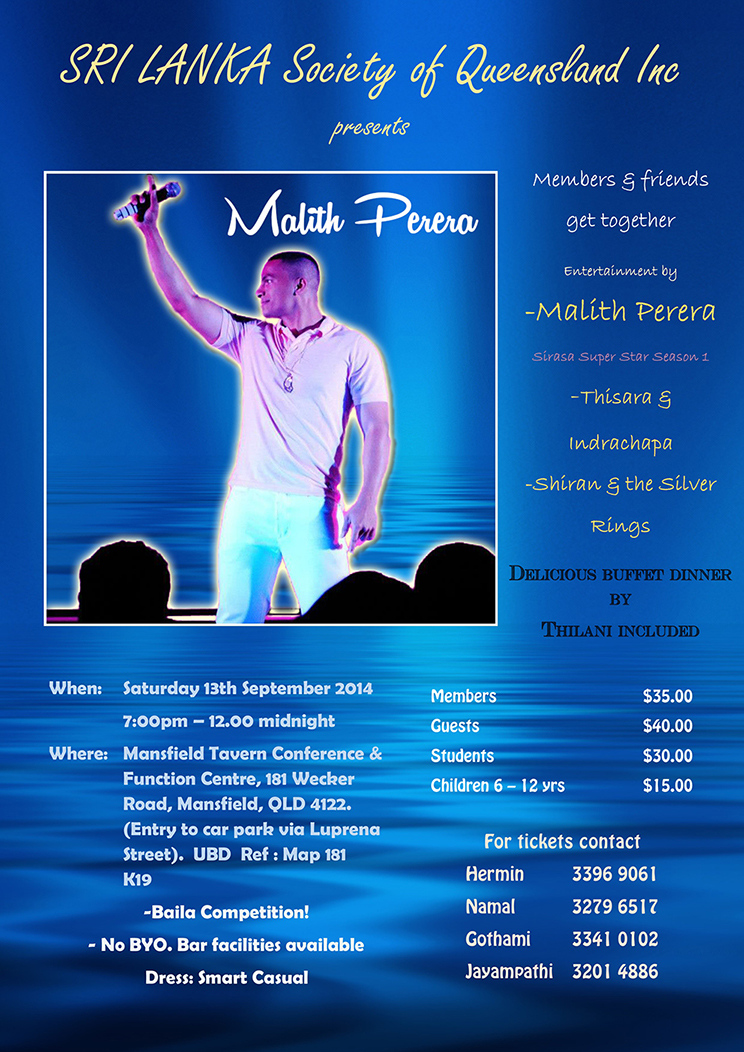 SRI LANKA Society of Queensland Inc
presents
Malith Perera
Members & friends
get together
Entertainment by
-Malith Perera
Sirasa Super Star Season 1
-Thisara &
Indrachapa
-Shiran & the Silver
Rings
DELICIOUS BUFFET DINNER
BY
THILANI INCLUDED
When: Saturday 13th September 2014
7:00pm – 12.00 midnight
Where: Mansfield Tavern Conference &
Function Centre, 181 Wecker
Road, Mansfield, QLD 4122.
(Entry to car park via Luprena
Street). UBD Ref : Map 181
K19
-Baila Competition!
- No BYO. Bar facilities available
Dress: Smart Casual
Members $35.00
Guests $40.00
Students $30.00
Children 6 – 12 yrs $15.00
For tickets contact
Hermin 3396 9061
Namal 3279 6517
Gothami 3341 0102
Jayampathi 3201 4886